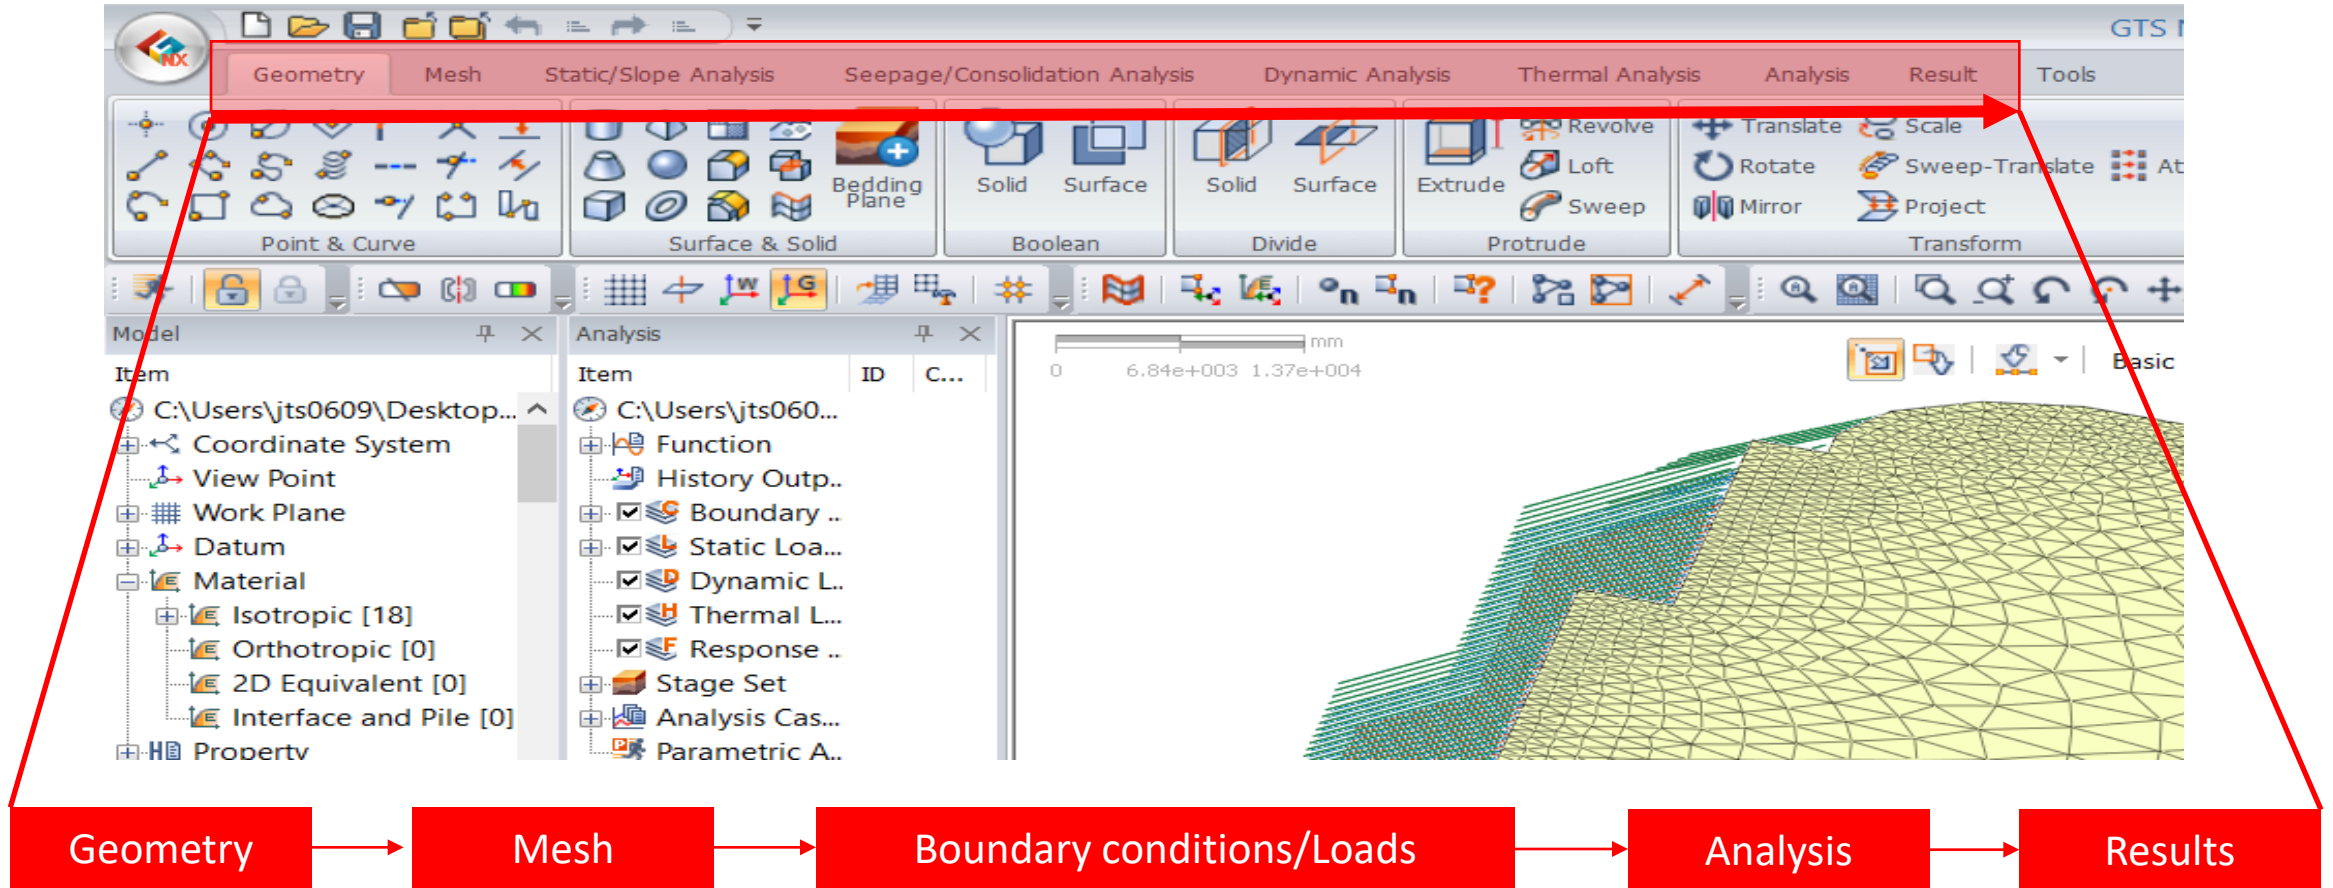 GTS N
NX
Geometry Mesh Static/Slope Analysis Seepage/Consolidation Analysis Dynamic Analysis Thermal Analysis Analysis Result Tools
Bedding Plane
Solid Surface
Solid Surface
Extrude
Revolve
Loft
Sweep
Translate
Rotate
Mirror
Scale
Sweep-Translate
Project
At
Point & Curve Surface & Solid Boolean Divide Protrude Transform
Model
Item
C:\Users\jts0609\Desktop...
Coordinate System
View Point
Work Plane
Datum
Material
Isotropic [18]
Orthotropic [0]
2D Equivalent [0]
Interface and Pile [0]
Property
Analysis
Item ID C...
C:\Users\jts060...
Function
History Outp..
Boundary ..
Static Loa...
Dynamic L..
Thermal L...
Response ..
Stage Set
Analysis Cas...
Parametric A..
mm
0 6.84e+003 1.37e+004
Basic
Geometry Mesh Boundary conditions/Loads Analysis Results